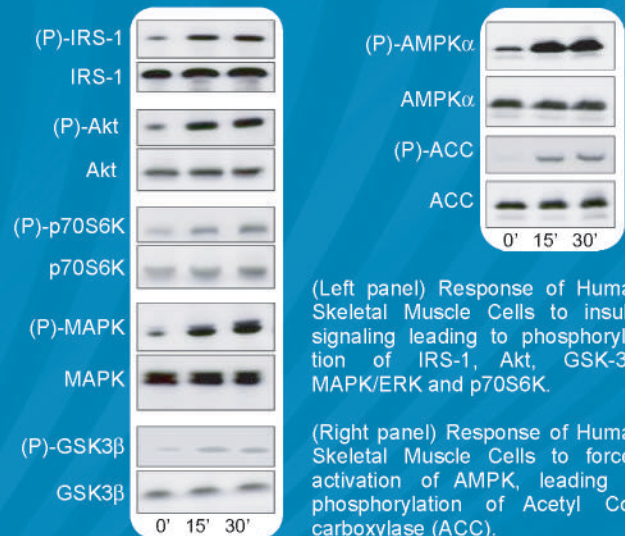 (P)-IRS-1
IRS-1
(P)-Akt
Akt
(P)-p70S6K
p70S6K
(P)-MAPK
MAPK
(P)-GSK3β
GSK3β
0' 15' 30'
(P)-AMPKα
AMPKα
(P)-ACC
ACC
0' 15' 30'
(Left panel) Response of Huma
Skeletal Muscle Cells to insul
signaling leading to phosphoryl
tion of IRS-1, Akt, GSK-3
MAPK/ERK and p70S6K.
(Right panel) Response of Huma
Skeletal Muscle Cells to force
activation of AMPK, leading
phosphorylation of Acetyl Co
carboxylase (ACC).